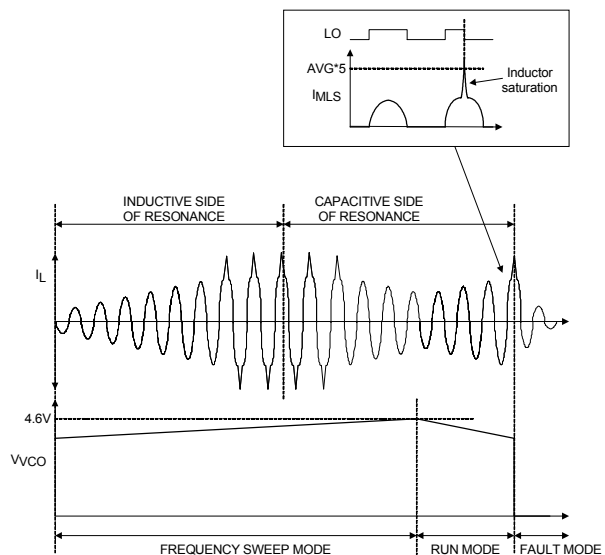 LO
AVG*5
IMLS
Inductor
saturation
INDUCTIVE SIDE
OF RESONANCE
CAPACITIVE SIDE
OF RESONANCE
IL
4.6V
VVCO
FREQUENCY SWEEP MODE
RUN MODE
FAULT MODE